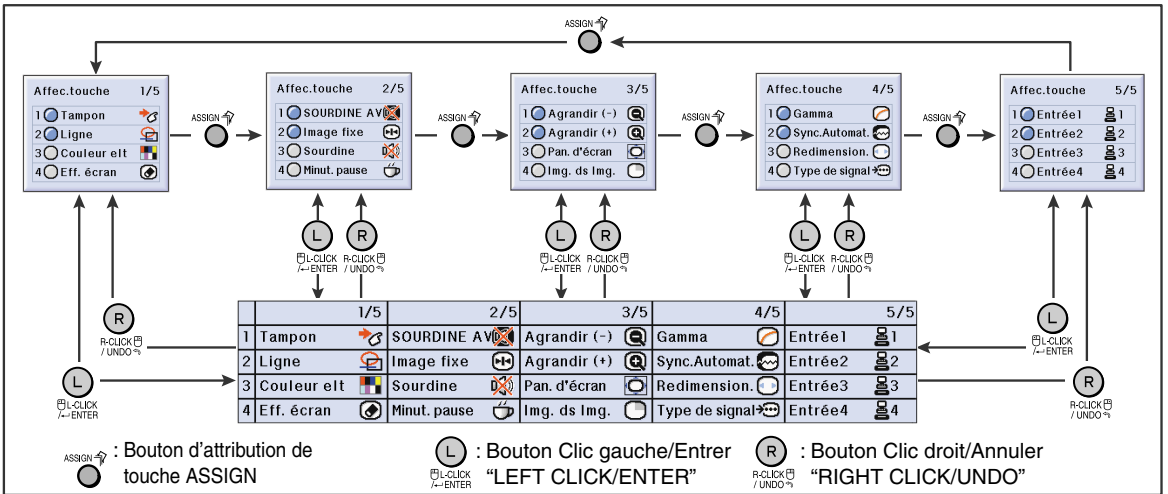 ASSIGN
Affec.touche 1/5
1 Tampon
2 Ligne
3 Couleur elt
4 Eff. écran
ASSIGN
Affec.touche 2/5
1 SOURDINE AV
2 Image fixe
3 Sourdine
4 Minut. pause
ASSIGN
Affec.touche 3/5
1 Agrandir (-)
2 Agrandir (+)
3 Pan. d'écran
4 Img. ds Img.
ASSIGN
Affec.touche 4/5
1 Gamma
2 Sync.Automat.
3 Redimension.
4 Type de signal
ASSIGN
Affec.touche 5/5
1 Entrée1 1
2 Entrée2 2
3 Entrée3 3
4 Entrée4 4
L
L-CLICK
/ ENTER
R
R-CLICK
/ UNDO
L
L-CLICK
/ ENTER
R
R-CLICK
/ UNDO
L
L-CLICK
/ ENTER
R
R-CLICK
/ UNDO
R
R-CLICK
/ UNDO
L
L-CLICK
/ ENTER
L
L-CLICK
/ ENTER
R
R-CLICK
/ UNDO
1/5 2/5 3/5 4/5 5/5
1 Tampon SOURDINE AV Agrandir (-) Gamma Entrée1 1
2 Ligne Image fixe Agrandir (+) Sync.Automat. Entrée2 2
3 Couleur elt Sourdine Pan. d'écran Redimension. Entrée3 3
4 Eff. écran Minut. pause Img. ds Img. Type de signal Entrée4 4
ASSIGN : Bouton d'attribution de
touche ASSIGN
L : Bouton Clic gauche/Entrer
L-CLICK
/ ENTER
"LEFT CLICK/ENTER"
R : Bouton Clic droit/Annuler
R-CLICK
/ UNDO
"RIGHT CLICK/UNDO"